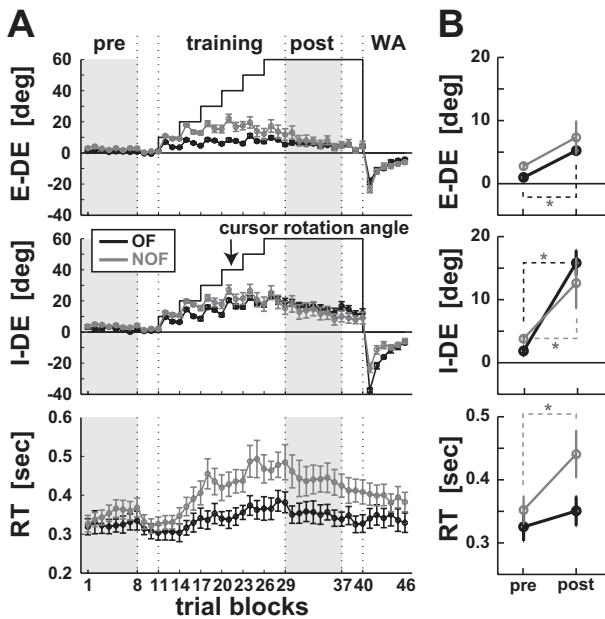 A
B
pre training post WA
E-DE [deg]
60
40
20
0
-20
-40
E-DE [deg]
20
10
0
*
I-DE [deg]
60
40
20
0
-20
-40
OF
NOF
cursor rotation angle
I-DE [deg]
20
10
0
*
*
RT [sec]
0.6
0.5
0.4
0.3
0.2
1 8 11 14 17 20 23 26 29 37 40 46
trial blocks
RT [sec]
0.5
0.4
0.3
*
pre post